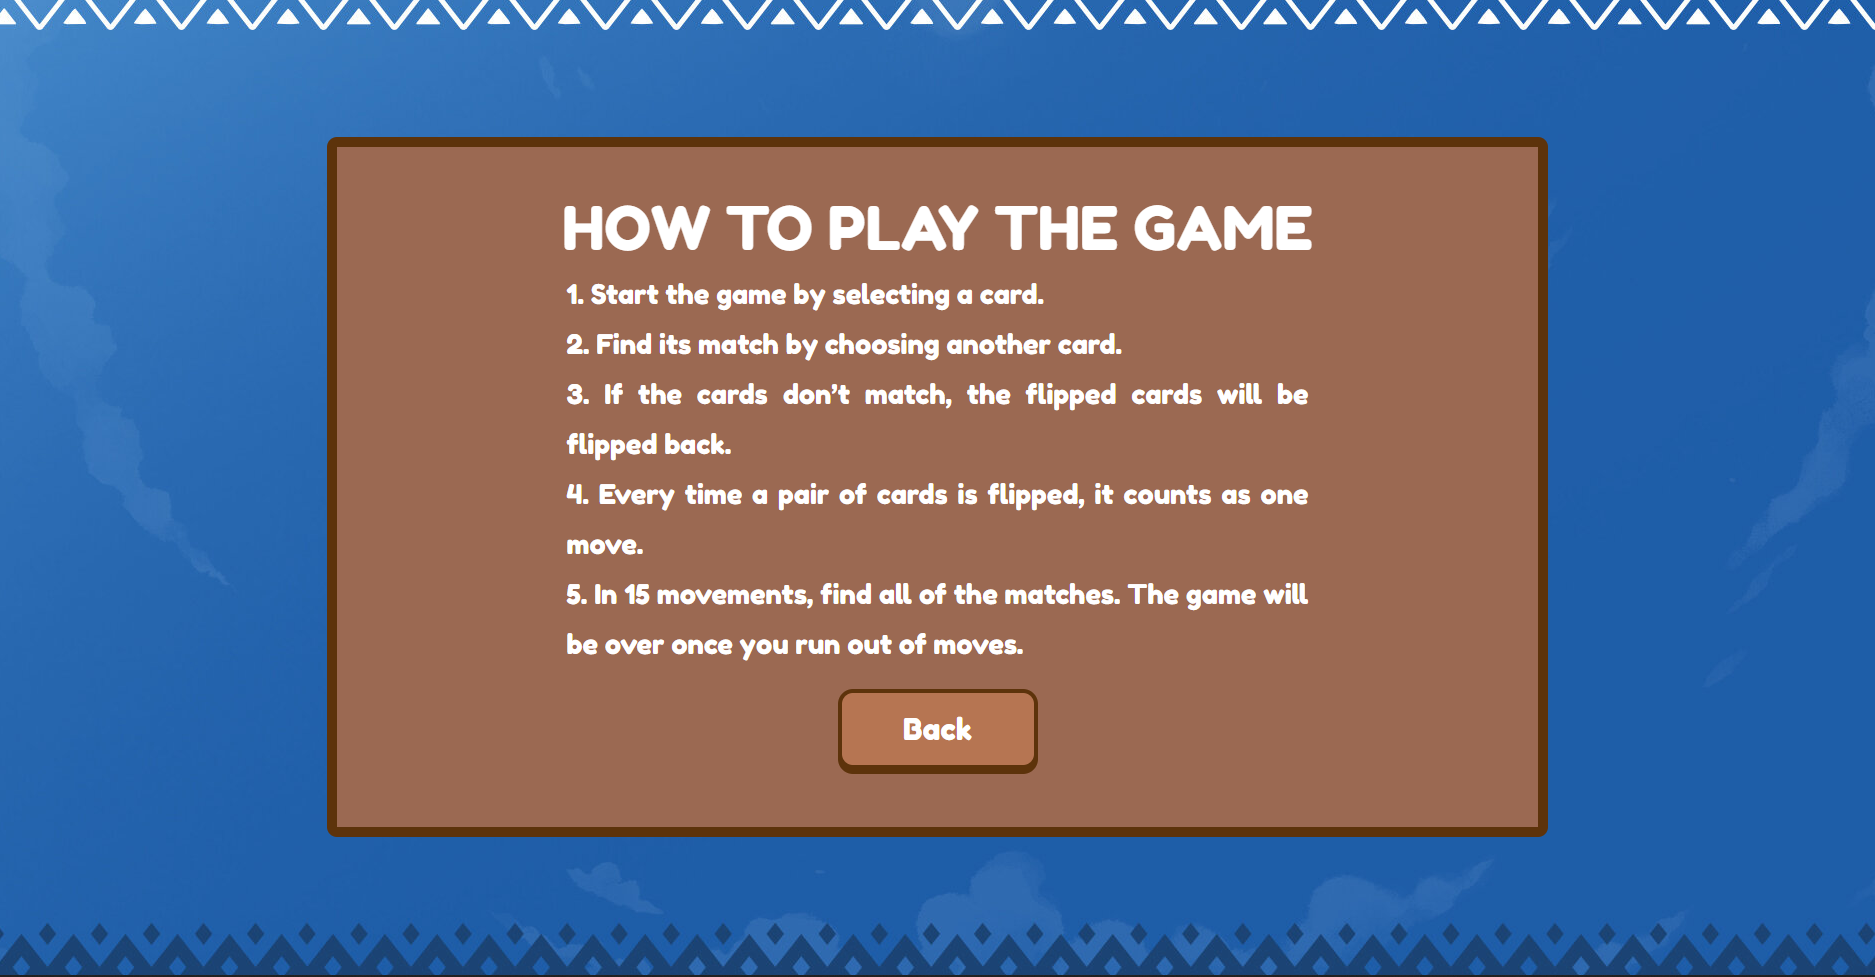 HOW TO PLAY THE GAME
1. Start the game by selecting a card.
2. Find its match by choosing another card.
3. If the cards don’t match, the flipped cards will be
flipped back.
4. Every time a pair of cards is flipped, it counts as one
move.
5. In 15 movements, find all of the matches. The game will
be over once you run out of moves.
Back